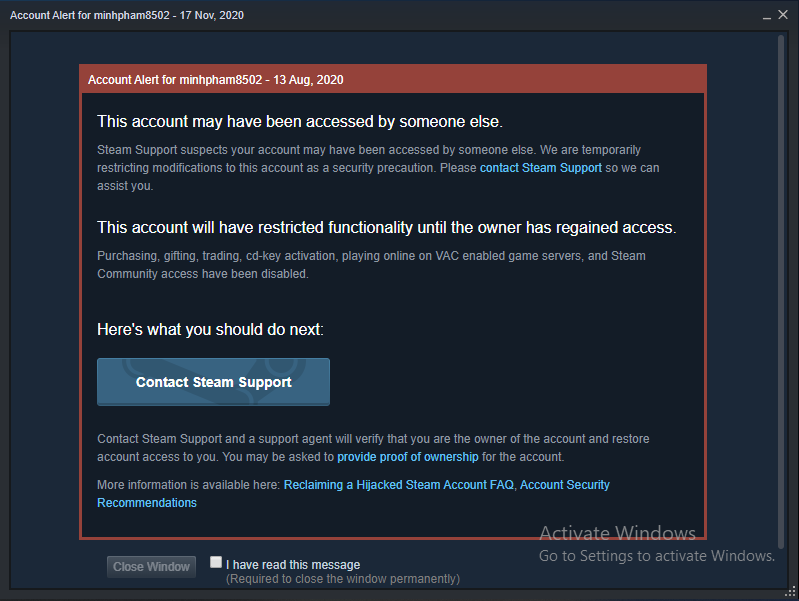 Account Alert for minhpham8502 - 17 Nov, 2020
Account Alert for minhpham8502 - 13 Aug, 2020
This account may have been accessed by someone else.
Steam Support suspects your account may have been accessed by someone else. We are temporarily
restricting modifications to this account as a security precaution. Please contact Steam Support so we can
assist you.
This account will have restricted functionality until the owner has regained access.
Purchasing, gifting, trading, cd-key activation, playing online on VAC enabled game servers, and Steam
Community access have been disabled.
Here's what you should do next:
Contact Steam Support
Contact Steam Support and a support agent will verify that you are the owner of the account and restore
account access to you. You may be asked to provide proof of ownership for the account.
More information is available here: Reclaiming a Hijacked Steam Account FAQ, Account Security
Recommendations
Activate Windows
Go to Settings to activate Windows.
Close Window
I have read this message
(Required to close the window permanently)